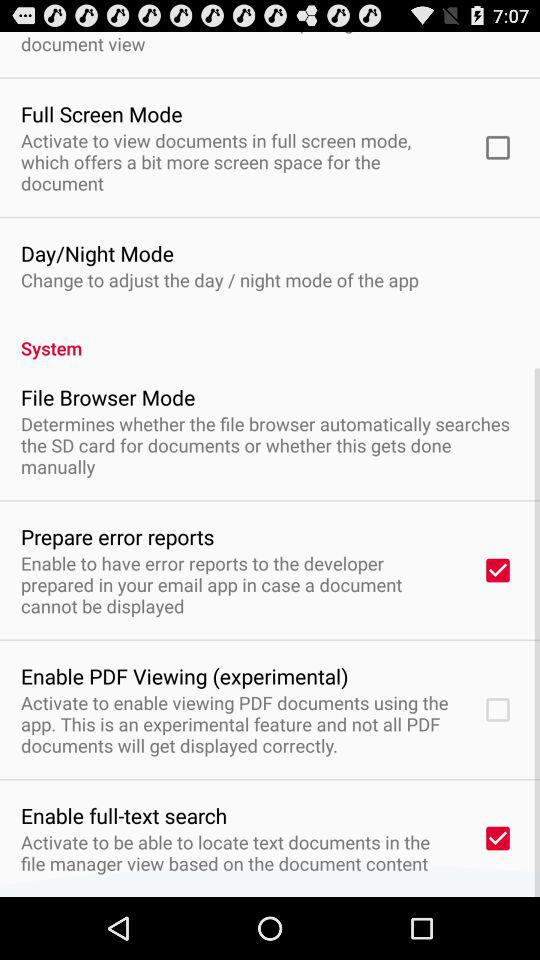 7:07
document view
Full Screen Mode
Activate to view documents in full screen mode,
which offers a bit more screen space for the
document
Day/Night Mode
Change to adjust the day / night mode of the app
System
File Browser Mode
Determines whether the file browser automatically searches
the SD card for documents or whether this gets done
manually
Prepare error reports
Enable to have error reports to the developer
prepared in your email app in case a document
cannot be displayed
Enable PDF Viewing (experimental)
Activate to enable viewing PDF documents using the
app. This is an experimental feature and not all PDF
documents will get displayed correctly.
Enable full-text search
Activate to be able to locate text documents in the
file manager view based on the document content